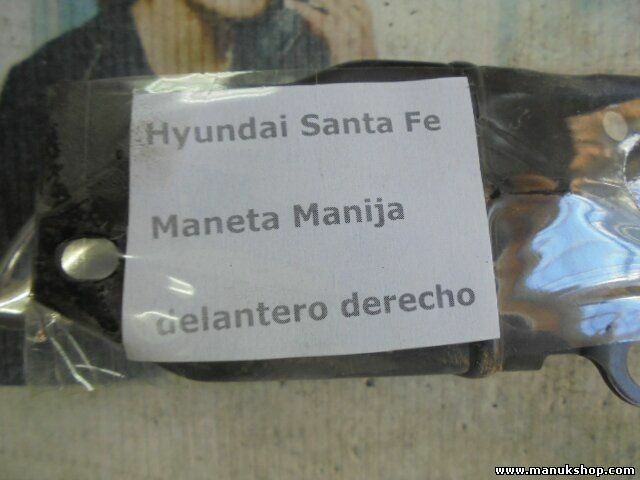 Hyundai Santa Fe
Maneta Manija
delantero derecho
www.manukshop.com